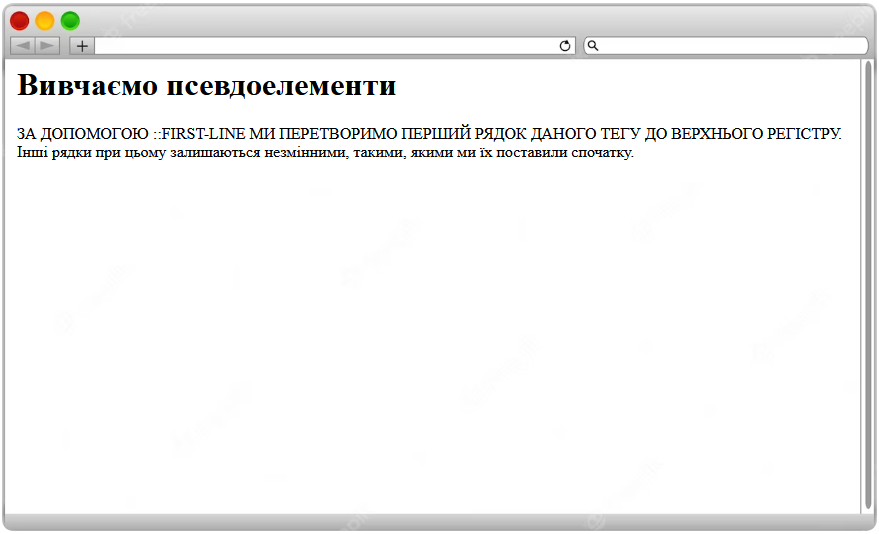 Вивчаємо псевдоелементи
ЗА ДОПОМОГОЮ ::FIRST-LINE МИ ПЕРЕТВОРИМО ПЕРШИЙ РЯДОК ДАНОГО ТЕГУ ДО ВЕРХНЬОГО РЕГІСТРУ.
Інші рядки при цьому залишаються незмінними, такими, якими ми їх поставили спочатку.